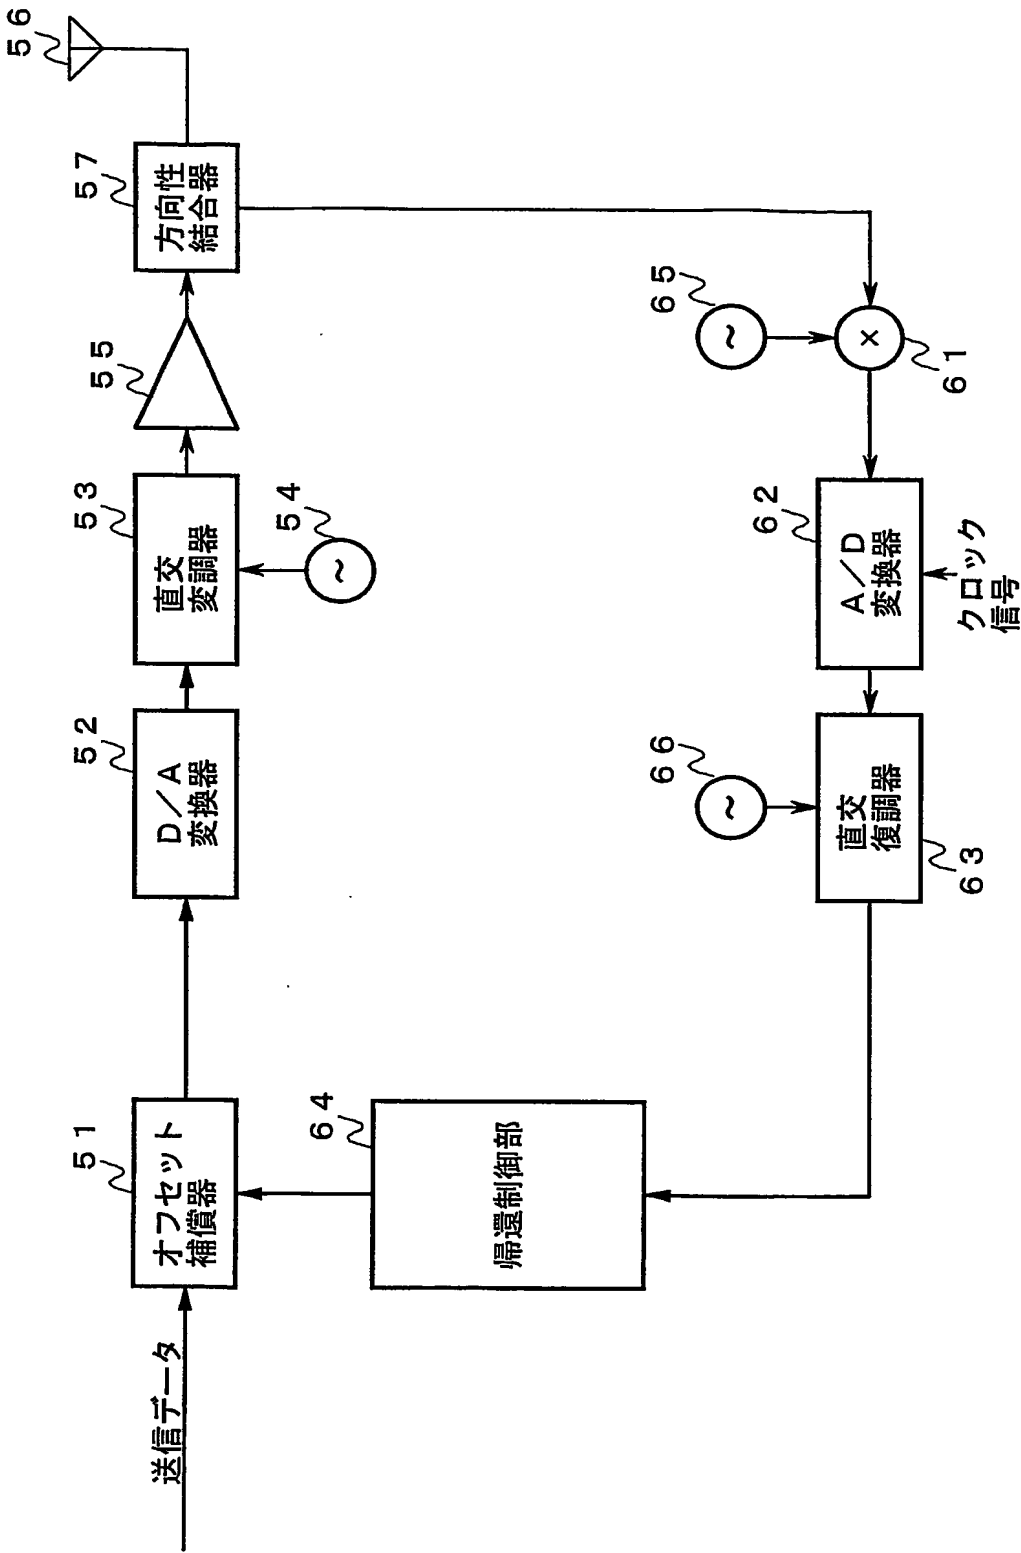 送信データ
51
オフセット
補償器
52
D/A
変換器
53
直交
変調器
54
~
55
57
方向性
結合器
56
64
帰還制御部
66
~
直交
復調器
63
62
A/D
変換器
クロック
信号
65
~
×
61